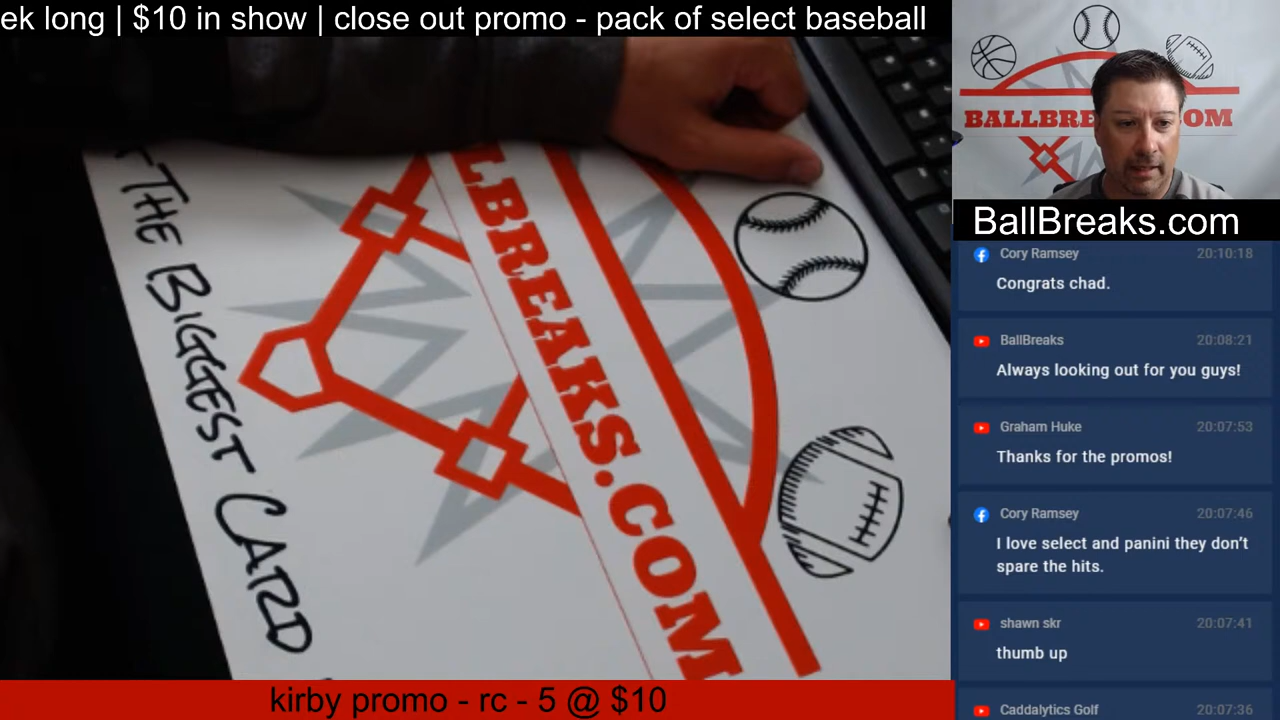 ek long | $10 in show | close out promo - pack of select baseball
THE BIGGEST CARD
LBREAKS.COM
kirby promo - rc - 5 @ $10
BALLBRE OM
BallBreaks.com
Cory Ramsey 20:10:18
Congrats chad.
BallBreaks 20:08:21
Always looking out for you guys!
Graham Huke 20:07:53
Thanks for the promos!
Cory Ramsey 20:07:46
I love select and panini they don't
spare the hits.
shawn skr 20:07:41
thumb up
Caddalytics Golf 20:07:36